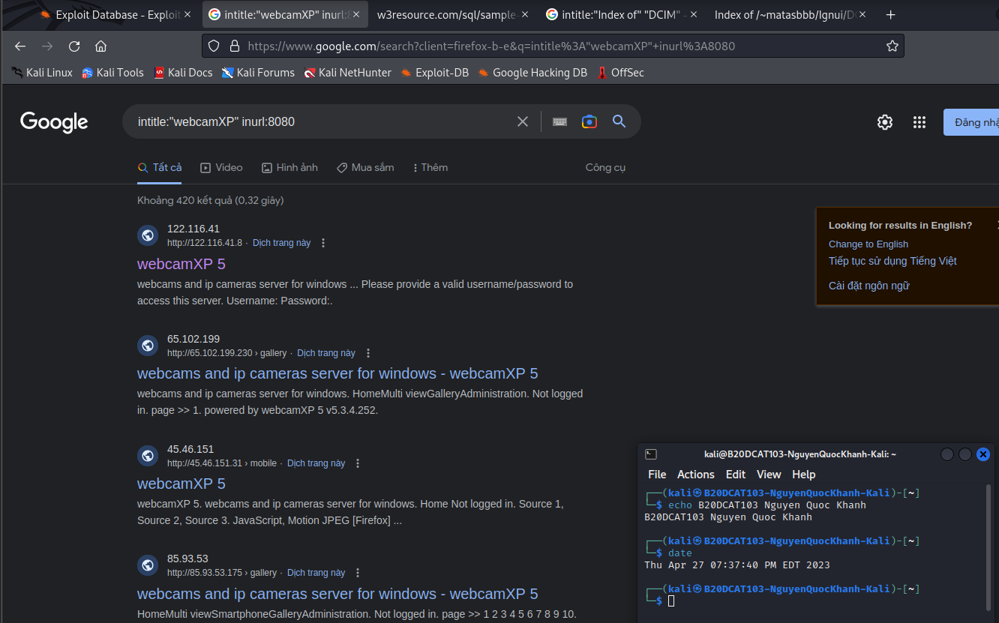 Exploit Database - Exploit
intitle:"webcamXP" inurl:8
w3resource.com/sql/sample-
intitle:"Index of" "DCIM" -
Index of /~matasbbb/Ignui/DC
https://www.google.com/search?client=firefox-b-e&q=intitle%3A"webcamXP"+inurl%3A8080
Kali Linux Kali Tools Kali Docs Kali Forums Kali NetHunter Exploit-DB Google Hacking DB OffSec
Google
intitle:"webcamXP" inurl:8080
Đăng nhậ
Tất cả Video Hình ảnh Mua sắm Thêm Công cụ
Khoảng 420 kết quả (0,32 giây)
122.116.41
http://122.116.41.8 · Dịch trang này
webcamXP 5
webcams and ip cameras server for windows ... Please provide a valid username/password to
access this server. Username: Password:.
65.102.199
http://65.102.199.230 › gallery · Dịch trang này
webcams and ip cameras server for windows - webcamXP 5
webcams and ip cameras server for windows. HomeMulti viewGalleryAdministration. Not logged
in. page >> 1. powered by webcamXP 5 v5.3.4.252.
45.46.151
http://45.46.151.31 › mobile · Dịch trang này
webcamXP 5
webcamXP 5. webcams and ip cameras server for windows. Home Not logged in. Source 1,
Source 2, Source 3. JavaScript, Motion JPEG [Firefox] ...
85.93.53
http://85.93.53.175 › gallery · Dịch trang này
webcams and ip cameras server for windows - webcamXP 5
HomeMulti viewSmartphoneGalleryAdministration. Not logged in. page >> 1 2 3 4 5 6 7 8 9 10.
Looking for results in English?
Change to English
Tiếp tục sử dụng Tiếng Việt
Cài đặt ngôn ngữ
kali@B20DCAT103-NguyenQuocKhanh-Kali: ~
File Actions Edit View Help
┌──(kali㉿B20DCAT103-NguyenQuocKhanh-Kali)-[~]
└─$ echo B20DCAT103 Nguyen Quoc Khanh
B20DCAT103 Nguyen Quoc Khanh
┌──(kali㉿B20DCAT103-NguyenQuocKhanh-Kali)-[~]
└─$ date
Thu Apr 27 07:37:40 PM EDT 2023
┌──(kali㉿B20DCAT103-NguyenQuocKhanh-Kali)-[~]
└─$